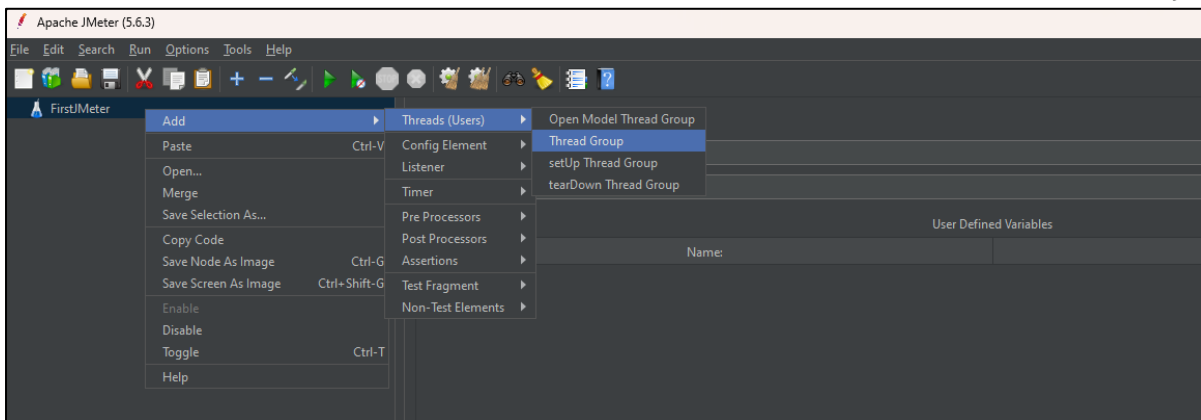 Apache JMeter (5.6.3)
File Edit Search Run Options Tools Help
STOP
FirstJMeter
Add
Paste Ctrl-V
Open...
Merge
Save Selection As...
Copy Code
Save Node As Image Ctrl-G
Save Screen As Image Ctrl+Shift-G
Enable
Disable
Toggle Ctrl-T
Help
Threads (Users)
Config Element
Listener
Timer
Pre Processors
Post Processors
Assertions
Test Fragment
Non-Test Elements
Open Model Thread Group
Thread Group
setUp Thread Group
tearDown Thread Group
User Defined Variables
Name: